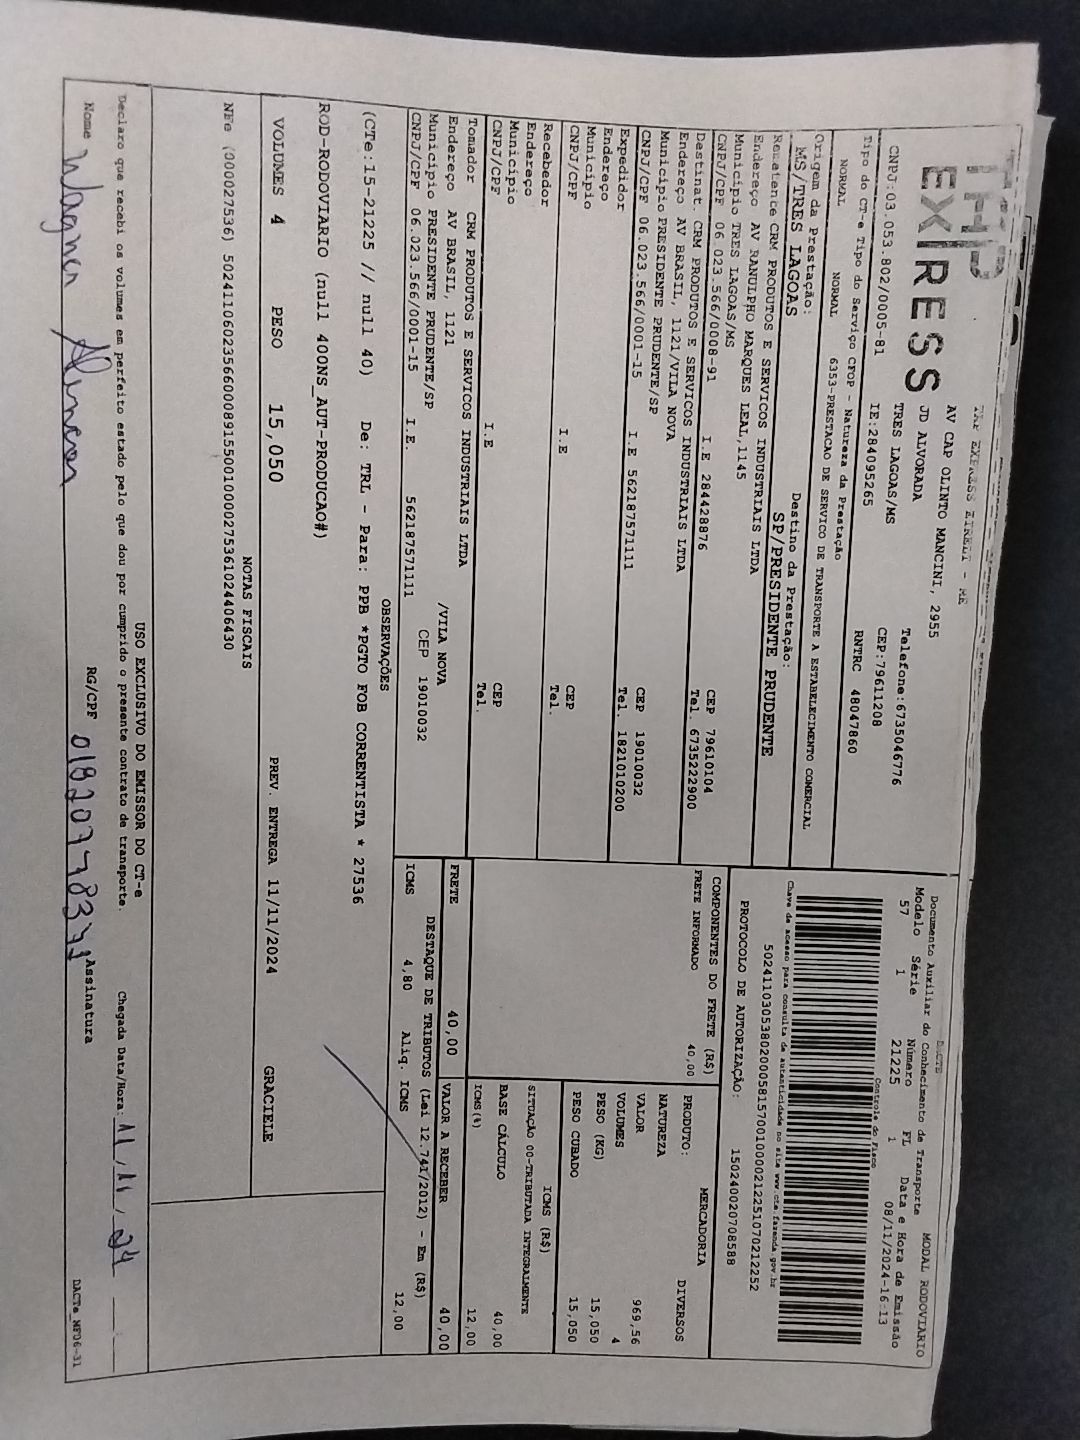 EX|RESS
TRP EXPRESS EIRELI - ME
AV CAP OLINTO MANCINI, 2955
JD ALVORADA
Telefone:6735046776
TRES LAGOAS/MS
CEP:79611208
CNPJ:03.053.802/0005-81
IE:284095265
RNTRC 48047860
Tipo do CT-e Tipo do Serviço CFOP - Natureza da Prestação
NORMAL NORMAL 6353-PRESTACAO DE SERVICO DE TRANSPORTE A ESTABELECIMENTO COMERCIAL
Origem da Prestação: Destino da Prestação:
MS/TRES LAGOAS SP/PRESIDENTE PRUDENTE
Remetente CRM PRODUTOS E SERVICOS INDUSTRIAIS LTDA
Endereço AV RANULPHO MARQUES LEAL,1145
Município TRES LAGOAS/MS CEP 79610104
CNPJ/CPF 06.023.566/0008-91 I.E 284428876 Tel. 6735222900
Destinat. CRM PRODUTOS E SERVICOS INDUSTRIAIS LTDA
Endereço AV BRASIL, 1121/VILA NOVA
Município PRESIDENTE PRUDENTE/SP CEP 19010032
CNPJ/CPF 06.023.566/0001-15 I.E 562187571111 Tel. 1821010200
Expedidor
Endereço
Município CEP
CNPJ/CPF I.E Tel.
Recebedor
Endereço
Município CEP
CNPJ/CPF I.E Tel.
Tomador CRM PRODUTOS E SERVICOS INDUSTRIAIS LTDA
Endereço AV BRASIL, 1121 /VILA NOVA
Município PRESIDENTE PRUDENTE/SP CEP 19010032
CNPJ/CPF 06.023.566/0001-15 I.E. 562187571111
DACTE
Documento Auxiliar do Conhecimento de Transporte MODAL RODOVIARIO
Modelo Série Número FL Data e Hora de Emissão
57 1 21225 1 08/11/2024-16:13
Controle do Fisco
Chave de acesso para consulta de autenticidade no site www.cte.fazenda.gov.br
50241103053802000581570010000212251070212252
PROTOCOLO DE AUTORIZAÇÃO: 150240020708588
COMPONENTES DO FRETE (R$)
FRETE INFORMADO 40,00
PRODUTO: MERCADORIA
NATUREZA DIVERSOS
VALOR 969,56
VOLUMES 4
PESO (KG) 15,050
PESO CUBADO 15,050
ICMS (R$)
SITUAÇÃO 00-TRIBUTADA INTEGRALMENTE
BASE CÁLCULO 40,00
ICMS(%) 12,00
FRETE 40,00 VALOR A RECEBER 40,00
DESTAQUE DE TRIBUTOS (Lei 12.741/2012) - Em (R$)
ICMS 4,80 Aliq. ICMS 12,00
OBSERVAÇÕES
(CTe:15-21225 // null 40) De: TRL - Para: PPB *PGTO FOB CORRENTISTA * 27536
ROD-RODOVIARIO (null 400NS_AUT-PRODUCAO#)
VOLUMES 4 PESO 15,050 PREV. ENTREGA 11/11/2024 GRACIELE
NOTAS FISCAIS
NFe (000027536) 50241106023566000891550010000275361024406430
USO EXCLUSIVO DO EMISSOR DO CT-e
Declaro que recebi os volumes em perfeito estado pelo que dou por cumprido o presente contrato de transporte. Chegada Data/Hora: 11/11/24
Nome Wagner Alencar RG/CPF Assinatura
DACTe_NF06-31